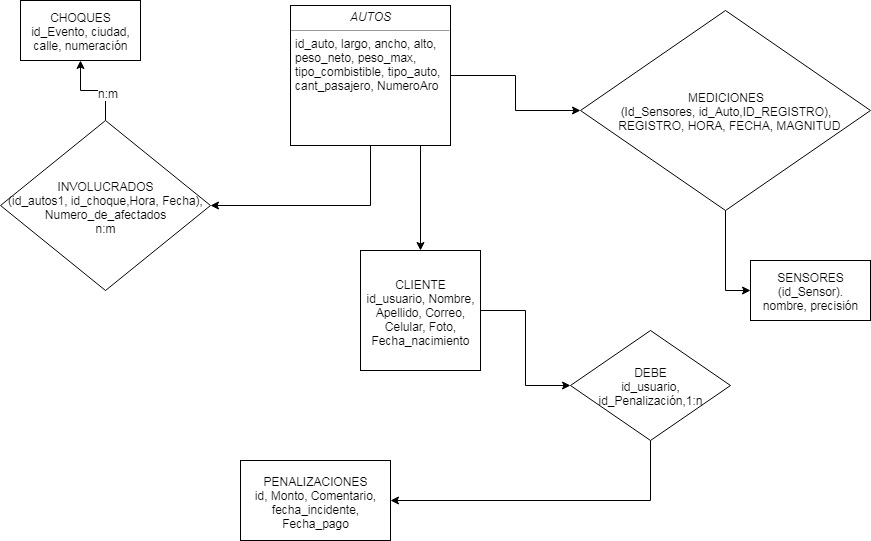 CHOQUES
id_Evento, ciudad,
calle, numeración
n:m
AUTOS
id_auto, largo, ancho, alto,
peso_neto, peso_max,
tipo_combistible, tipo_auto,
cant_pasajero, NumeroAro
MEDICIONES
(Id_Sensores, id_Auto,ID_REGISTRO),
REGISTRO, HORA, FECHA, MAGNITUD
INVOLUCRADOS
(id_autos1, id_choque,Hora, Fecha),
Numero_de_afectados
n:m
CLIENTE
id_usuario, Nombre,
Apellido, Correo,
Celular, Foto,
Fecha_nacimiento
SENSORES
(id_Sensor).
nombre, precisión
DEBE
id_usuario,
id_Penalización,1:n
PENALIZACIONES
id, Monto, Comentario,
fecha_incidente,
Fecha_pago